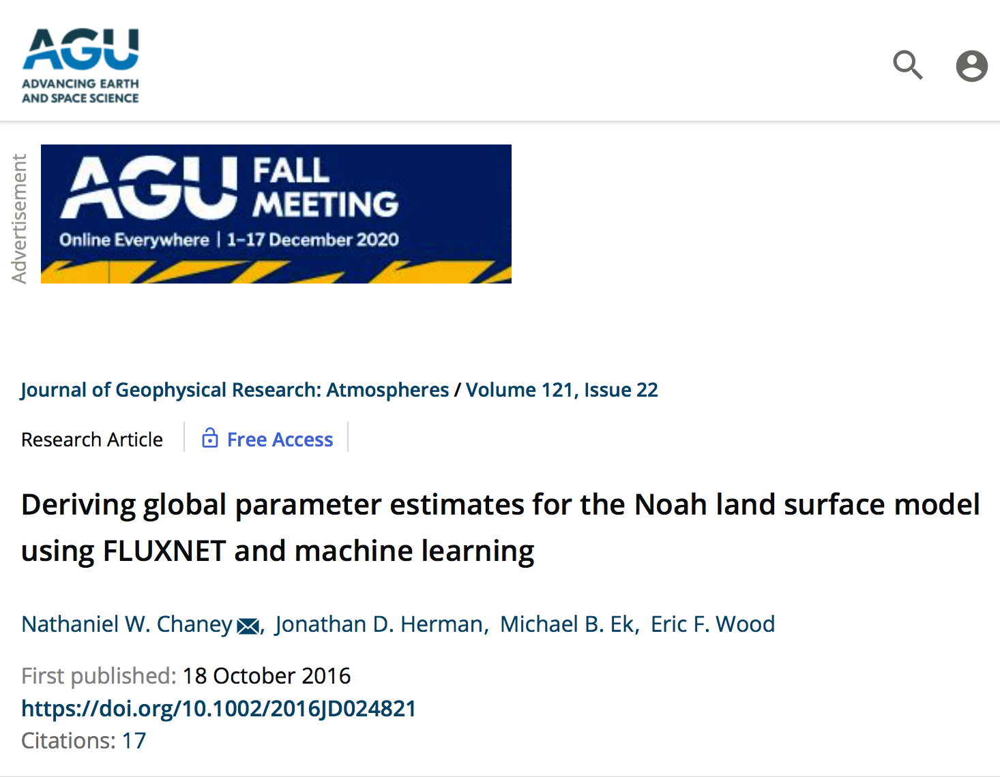 AGU
ADVANCING EARTH
AND SPACE SCIENCE
Advertisement
AGU FALL
MEETING
Online Everywhere | 1–17 December 2020
Journal of Geophysical Research: Atmospheres / Volume 121, Issue 22
Research Article | Free Access |
Deriving global parameter estimates for the Noah land surface model
using FLUXNET and machine learning
Nathaniel W. Chaney, Jonathan D. Herman, Michael B. Ek, Eric F. Wood
First published: 18 October 2016
https://doi.org/10.1002/2016JD024821
Citations: 17